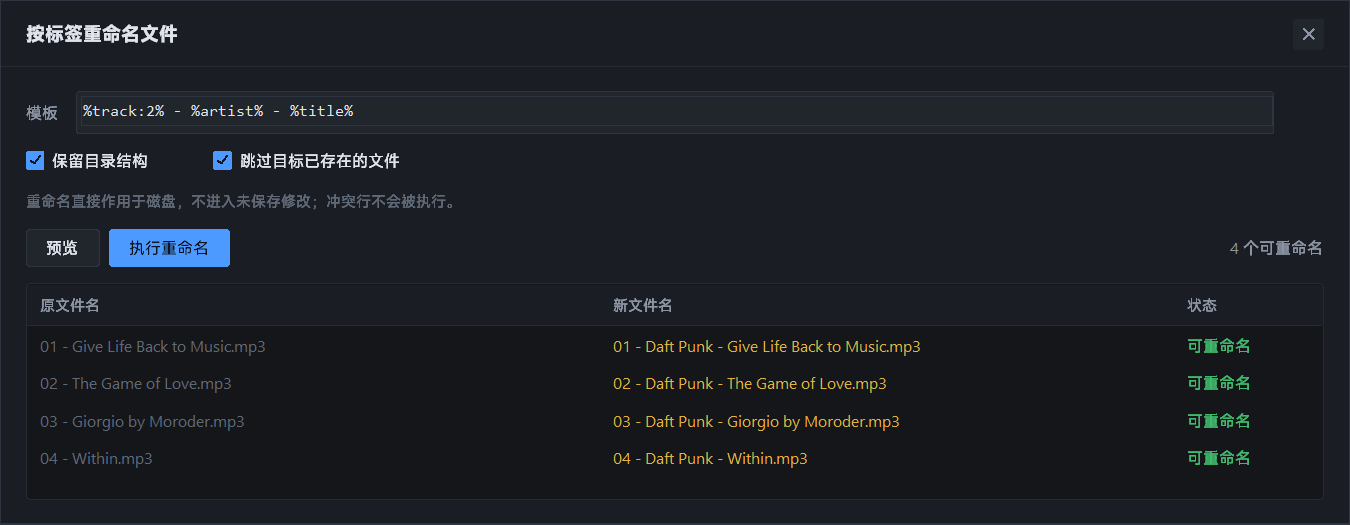 按标签重命名文件
模板 %track:2% - %artist% - %title%
保留目录结构 跳过目标已存在的文件
重命名直接作用于磁盘，不进入未保存修改；冲突行不会被执行。
预览 执行重命名 4 个可重命名
原文件名 新文件名 状态
01 - Give Life Back to Music.mp3 01 - Daft Punk - Give Life Back to Music.mp3 可重命名
02 - The Game of Love.mp3 02 - Daft Punk - The Game of Love.mp3 可重命名
03 - Giorgio by Moroder.mp3 03 - Daft Punk - Giorgio by Moroder.mp3 可重命名
04 - Within.mp3 04 - Daft Punk - Within.mp3 可重命名